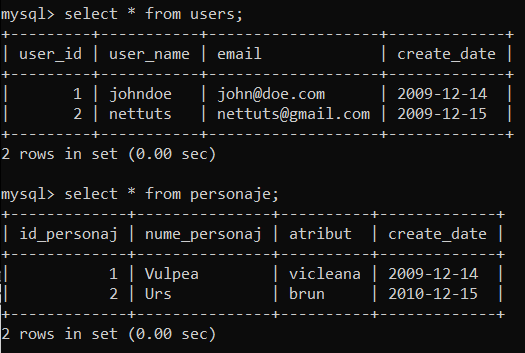 mysql> select * from users;
+---------+-----------+-------------------+-------------+
| user_id | user_name | email             | create_date |
+---------+-----------+-------------------+-------------+
|       1 | johndoe   | john@doe.com      | 2009-12-14  |
|       2 | nettuts   | nettuts@gmail.com | 2009-12-15  |
+---------+-----------+-------------------+-------------+
2 rows in set (0.00 sec)

mysql> select * from personaje;
+-------------+---------------+----------+-------------+
| id_personaj | nume_personaj | atribut  | create_date |
+-------------+---------------+----------+-------------+
|           1 | Vulpea        | vicleana | 2009-12-14  |
|           2 | Urs           | brun     | 2010-12-15  |
+-------------+---------------+----------+-------------+
2 rows in set (0.00 sec)